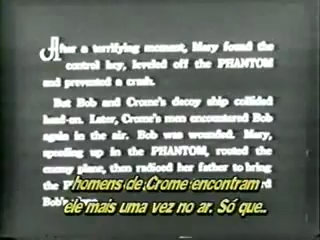 After a terrifying moment, Mary found the
control key, leveled off the PHANTOM
and prevented a crash.
But Bob and Crome's decoy ship collided
head-on. Later, Crome's men encountered Bob
again in the air. Bob was wounded. Mary,
speeding up in the PHANTOM, routed the
enemy plane, then radioed her father to bring
the
Bob's
homens de Crome encontram
ele mais uma vez no ar. Só que..